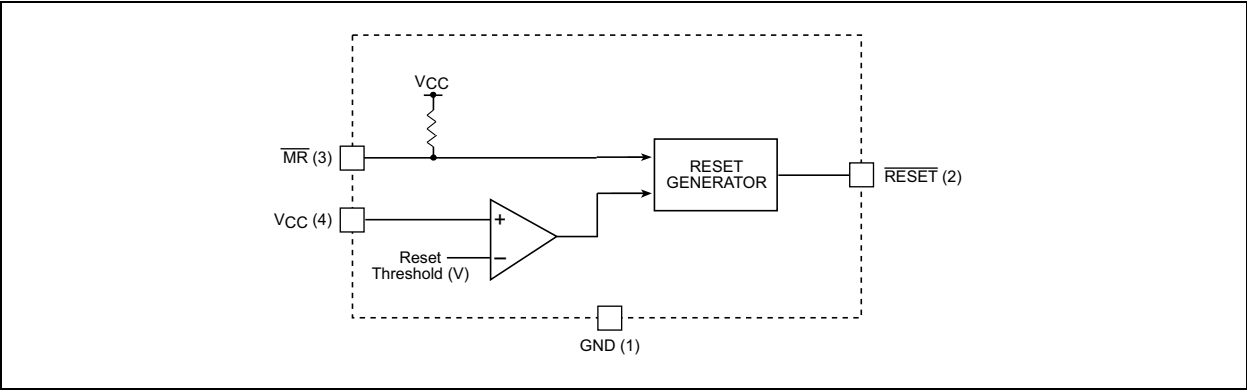 VCC
MR (3)
RESET
GENERATOR
RESET (2)
VCC (4)
+
Reset
Threshold (V)
−
GND (1)